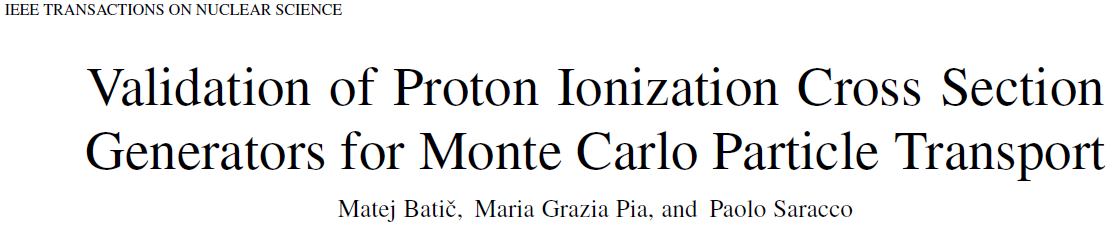 IEEE TRANSACTIONS ON NUCLEAR SCIENCE
Validation of Proton Ionization Cross Section
Generators for Monte Carlo Particle Transport
Matej Batič, Maria Grazia Pia, and Paolo Saracco